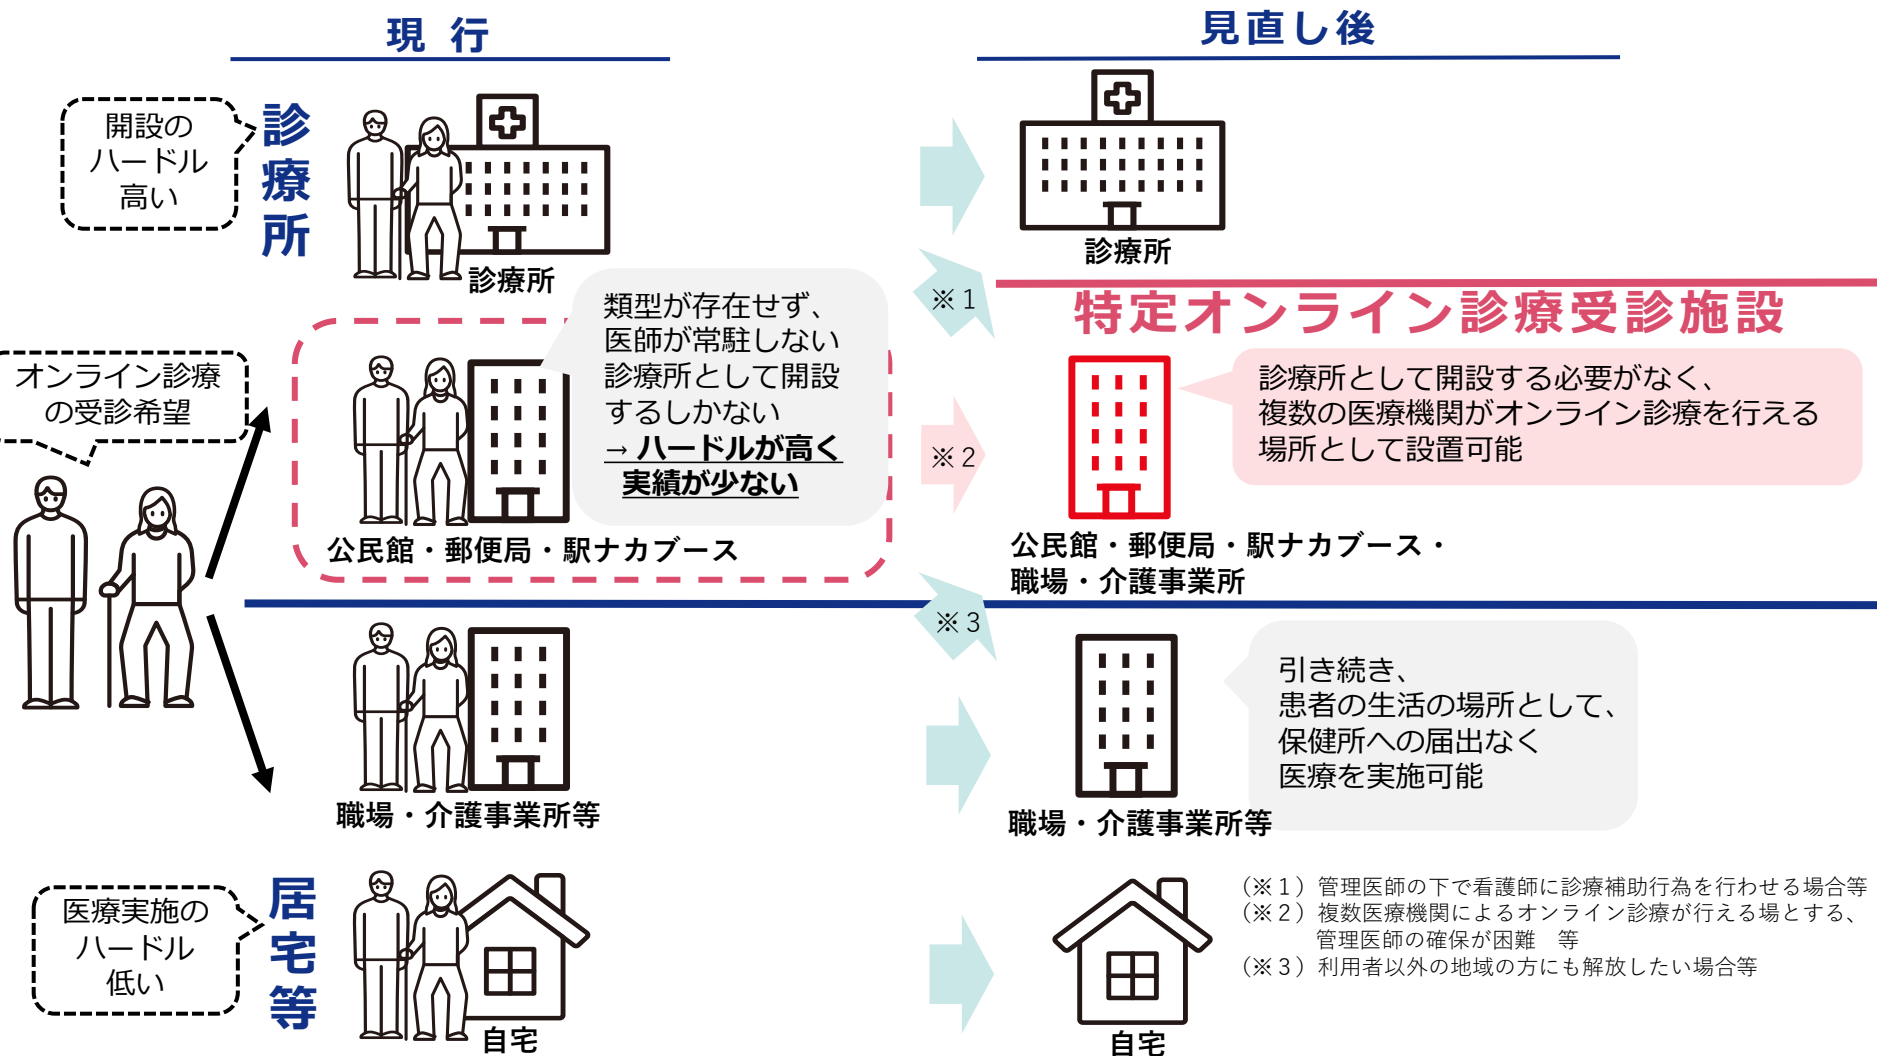 現 行
見直し後
開設の
ハードル
高い
診療所
診療所
診療所
類型が存在せず、
医師が常駐しない
診療所として開設
するしかない
→ ハードルが高く
実績が少ない
※１
特定オンライン診療受診施設
オンライン診療
の受診希望
※２
診療所として開設する必要がなく、
複数の医療機関がオンライン診療を行える
場所として設置可能
公民館・郵便局・駅ナカブース
公民館・郵便局・駅ナカブース・
職場・介護事業所
※３
引き続き、
患者の生活の場所として、
保健所への届出なく
医療を実施可能
職場・介護事業所等
職場・介護事業所等
医療実施の
ハードル
低い
居宅等
自宅
自宅
（※１）管理医師の下で看護師に診療補助行為を行わせる場合等
（※２）複数医療機関によるオンライン診療が行える場とする、
管理医師の確保が困難　等
（※３）利用者以外の地域の方にも解放したい場合等